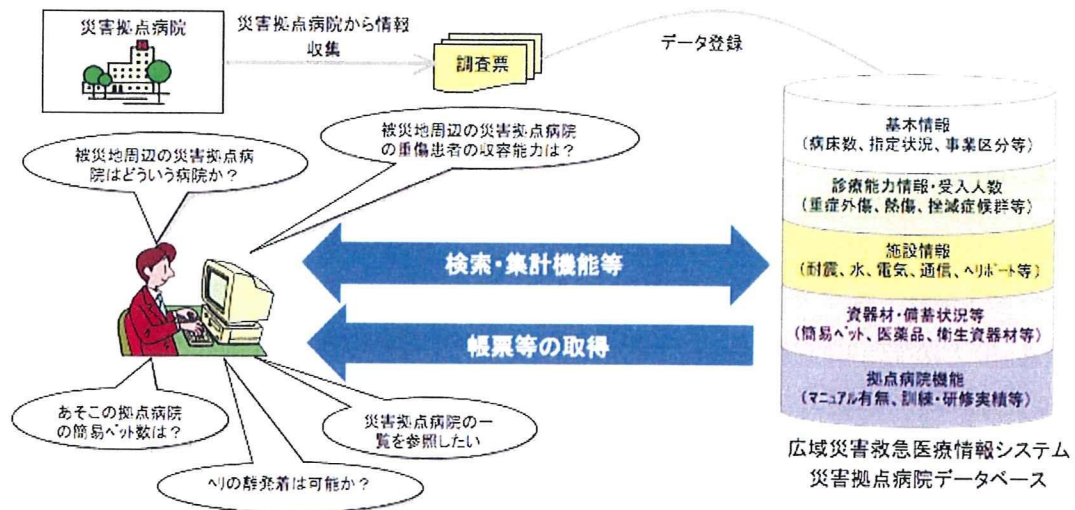 災害拠点病院
災害拠点病院から情報
収集
調査票
データ登録
被災地周辺の災害拠点病
院はどういう病院か？
被災地周辺の災害拠点病院
の重傷患者の収容能力は？
基本情報
(病床数、指定状況、事業区分等)
診療能力情報・受入人数
(重症外傷、熱傷、挫滅症候群等)
施設情報
(耐震、水、電気、通信、ﾍﾘﾎﾟｰﾄ等)
資器材・備蓄状況等
(簡易ﾍﾞｯﾄ、医薬品、衛生資器材等)
拠点病院機能
(ﾏﾆｭｱﾙ有無、訓練・研修実績等)
検索・集計機能等
帳票等の取得
あそこの拠点病院
の簡易ﾍﾞｯﾄ数は？
災害拠点病院の一
覧を参照したい
ﾍﾘの離発着は可能か？
広域災害救急医療情報システム
災害拠点病院データベース